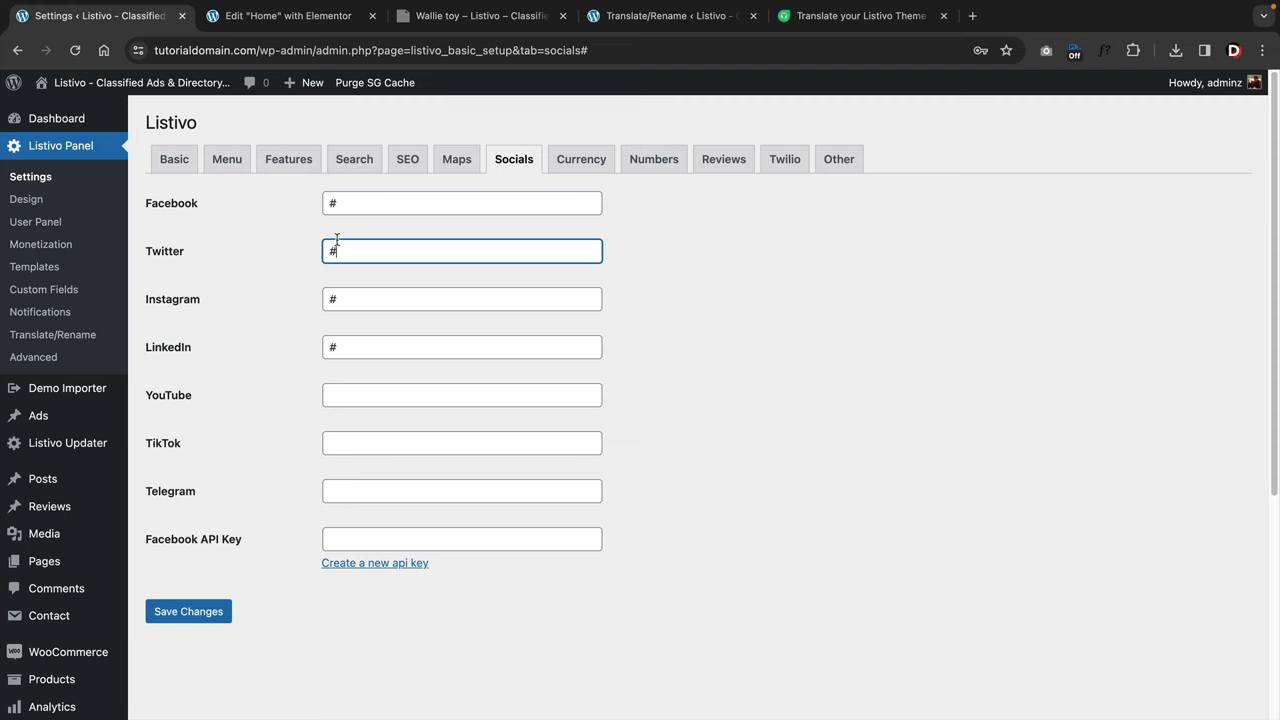 Settings ‹ Listivo - Classified
Edit "Home" with Elementor
Wallie toy – Listivo – Classifie
Translate/Rename ‹ Listivo -
Translate your Listivo Theme
tutorialdomain.com/wp-admin/admin.php?page=listivo_basic_setup&tab=socials#
Off
f?
D
Listivo - Classified Ads & Directory...
0
New
Purge SG Cache
Howdy, adminz
Dashboard
Listivo Panel
Settings
Design
User Panel
Monetization
Templates
Custom Fields
Notifications
Translate/Rename
Advanced
Demo Importer
Ads
Listivo Updater
Posts
Reviews
Media
Pages
Comments
Contact
WooCommerce
Products
Analytics
Listivo
Basic
Menu
Features
Search
SEO
Maps
Socials
Currency
Numbers
Reviews
Twilio
Other
Facebook
#
Twitter
#
Instagram
#
LinkedIn
#
YouTube
TikTok
Telegram
Facebook API Key
Create a new api key
Save Changes